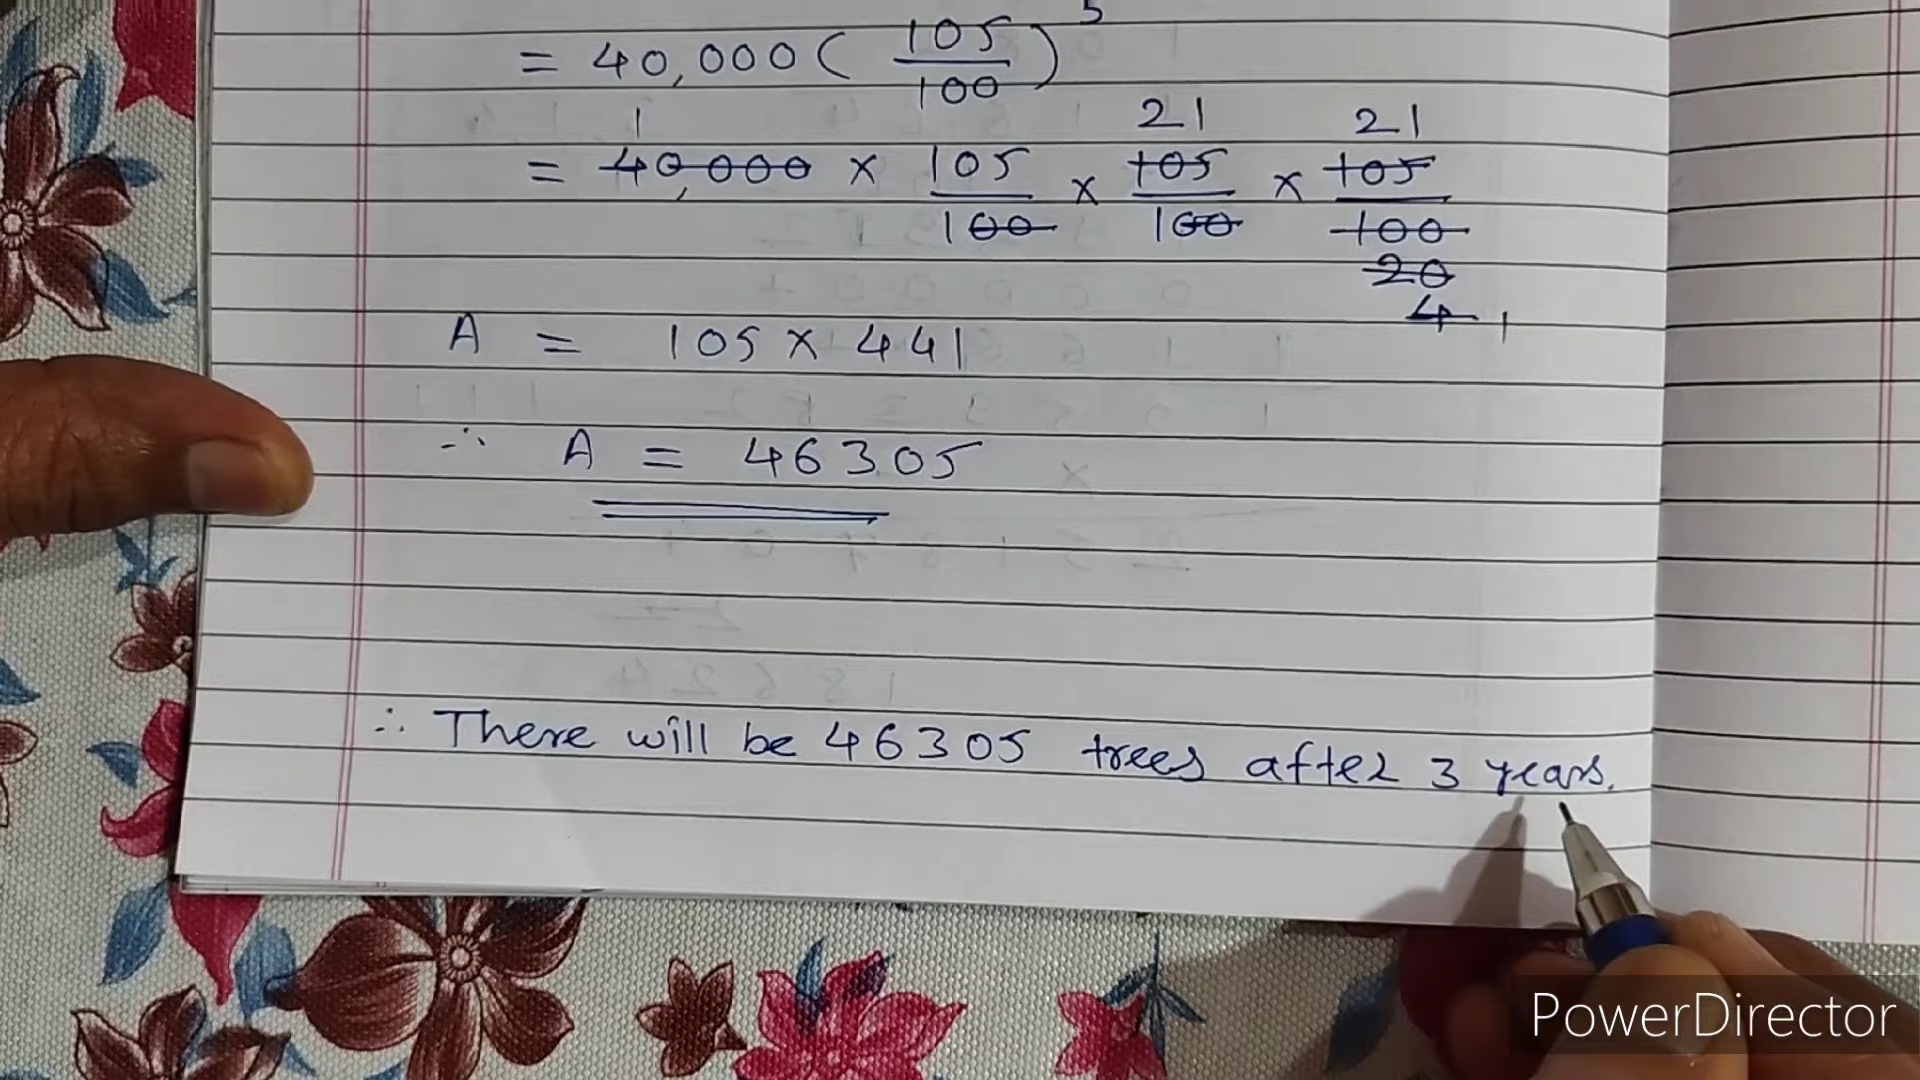 = 40,000 ( 105/100 )³
1 21 21
= 40,000 × 105/100 × 105/100 × 105/100
20
4 1
A = 105 × 441
∴ A = 46305
∴ There will be 46305 trees after 3 years.
PowerDirector